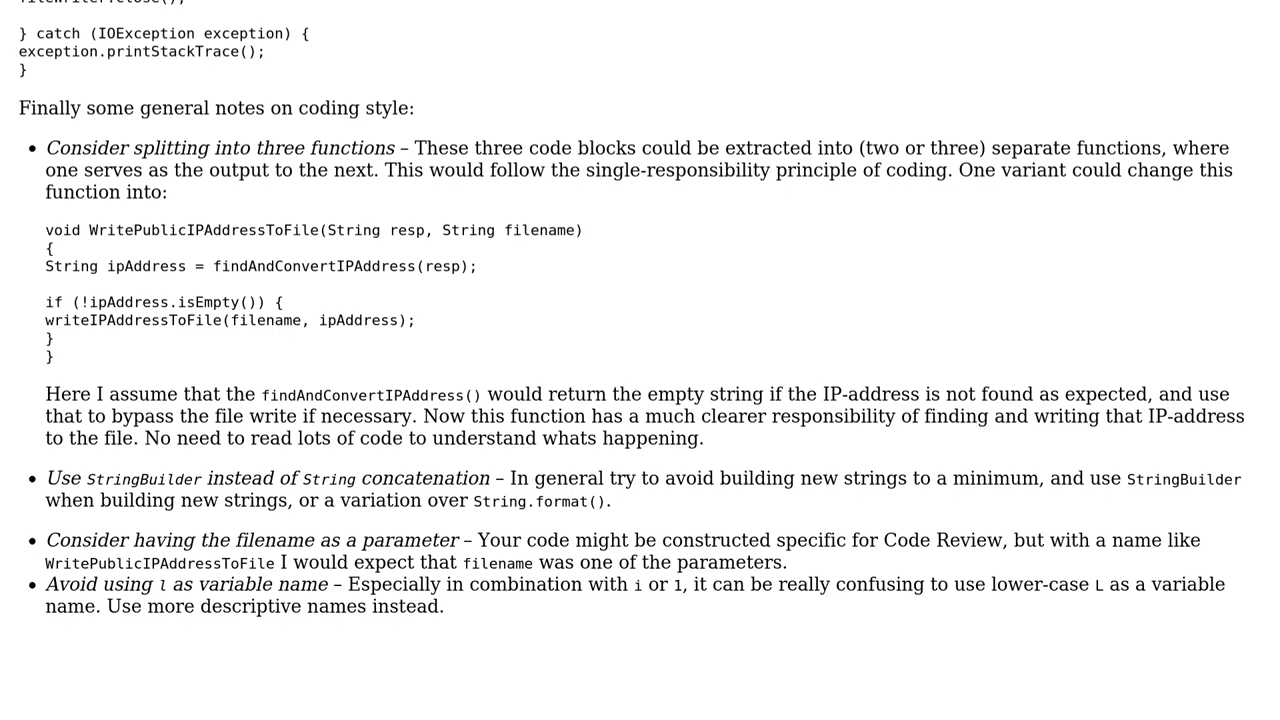 } catch (IOException exception) {
exception.printStackTrace();
}
Finally some general notes on coding style:
• Consider splitting into three functions – These three code blocks could be extracted into (two or three) separate functions, where
one serves as the output to the next. This would follow the single-responsibility principle of coding. One variant could change this
function into:
void WritePublicIPAddressToFile(String resp, String filename)
{
String ipAddress = findAndConvertIPAddress(resp);
if (!ipAddress.isEmpty()) {
writeIPAddressToFile(filename, ipAddress);
}
}
Here I assume that the findAndConvertIPAddress() would return the empty string if the IP-address is not found as expected, and use
that to bypass the file write if necessary. Now this function has a much clearer responsibility of finding and writing that IP-address
to the file. No need to read lots of code to understand whats happening.
• Use StringBuilder instead of String concatenation – In general try to avoid building new strings to a minimum, and use StringBuilder
when building new strings, or a variation over String.format().
• Consider having the filename as a parameter – Your code might be constructed specific for Code Review, but with a name like
WritePublicIPAddressToFile I would expect that filename was one of the parameters.
• Avoid using l as variable name – Especially in combination with i or 1, it can be really confusing to use lower-case L as a variable
name. Use more descriptive names instead.